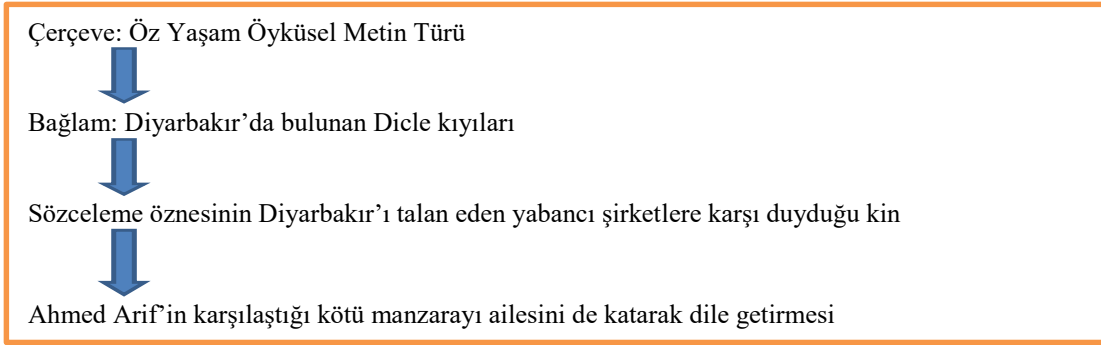 Çerçeve: Öz Yaşam Öyküsel Metin Türü
Bağlam: Diyarbakır’da bulunan Dicle kıyıları
Sözceleme öznesinin Diyarbakır’ı talan eden yabancı şirketlere karşı duyduğu kin
Ahmed Arif’in karşılaştığı kötü manzarayı ailesini de katarak dile getirmesi